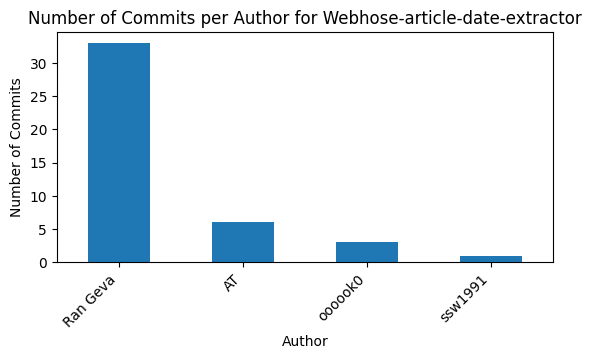 Number of Commits per Author for Webhose-article-date-extractor
Number of Commits
30
25
20
15
10
5
0
Ran Geva
AT
oooook0
ssw1991
Author